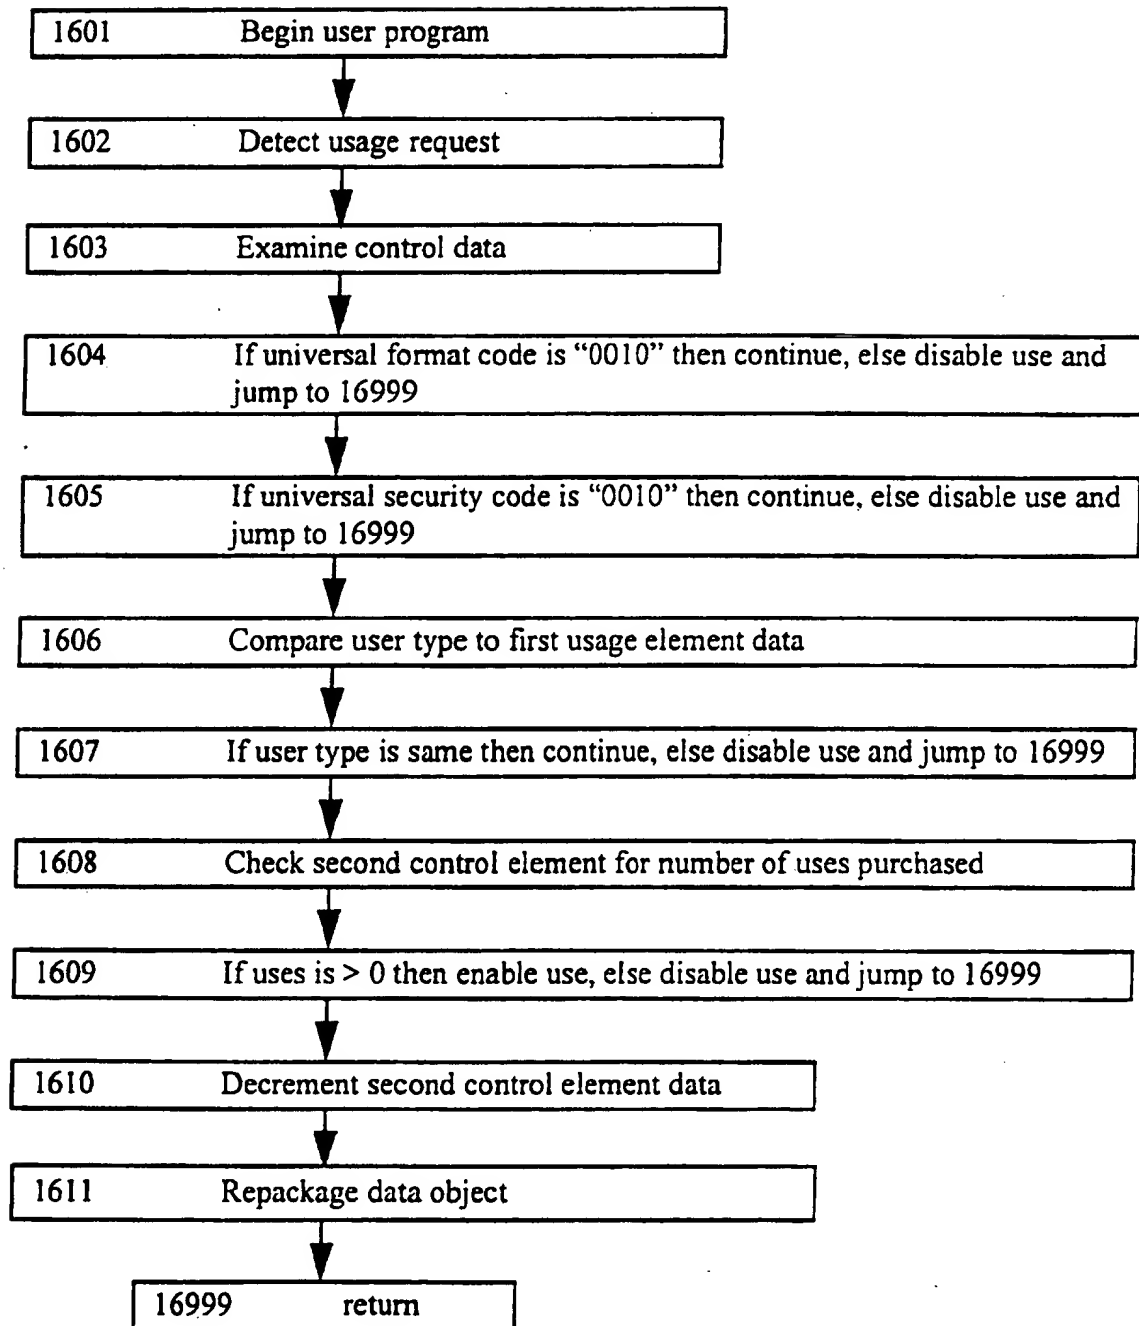 1601 Begin user program
1602 Detect usage request
1603 Examine control data
1604 If universal format code is “0010” then continue, else disable use and
jump to 16999
1605 If universal security code is “0010” then continue, else disable use and
jump to 16999
1606 Compare user type to first usage element data
1607 If user type is same then continue, else disable use and jump to 16999
1608 Check second control element for number of uses purchased
1609 If uses is > 0 then enable use, else disable use and jump to 16999
1610 Decrement second control element data
1611 Repackage data object
16999 return